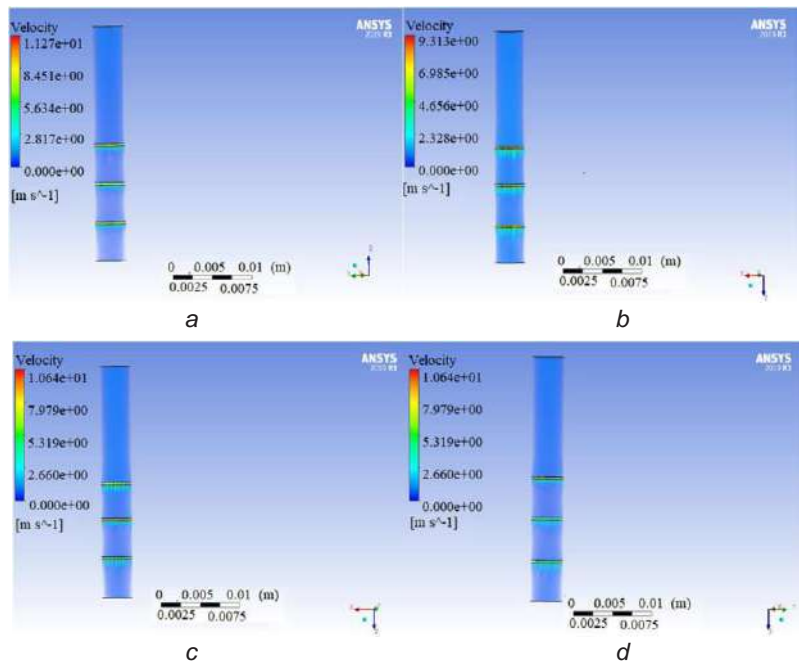 Velocity
1.127e+01
8.451e+00
5.634e+00
2.817e+00
0.000e+00
[m s^-1]
ANSYS
0 0.005 0.01 (m)
0.0025 0.0075
a
Velocity
9.313e+00
6.985e+00
4.656e+00
2.328e+00
0.000e+00
[m s^-1]
ANSYS
0 0.005 0.01 (m)
0.0025 0.0075
b
Velocity
1.064e+01
7.979e+00
5.319e+00
2.660e+00
0.000e+00
[m s^-1]
ANSYS
0 0.005 0.01 (m)
0.0025 0.0075
c
Velocity
1.064e+01
7.979e+00
5.319e+00
2.660e+00
0.000e+00
[m s^-1]
ANSYS
0 0.005 0.01 (m)
0.0025 0.0075
d